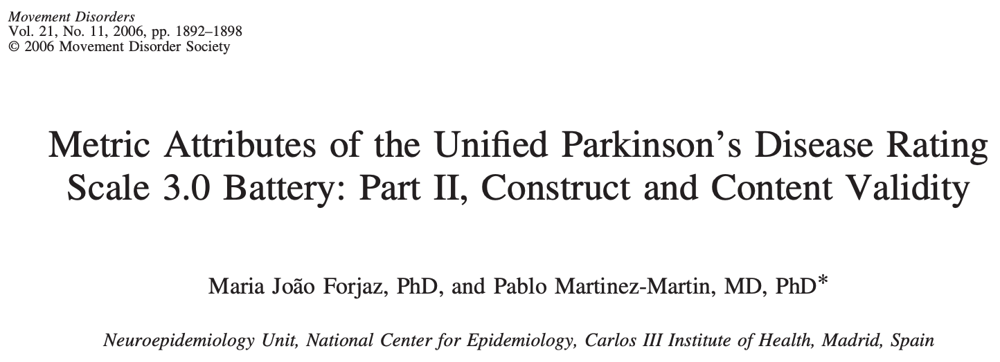 Movement Disorders
Vol. 21, No. 11, 2006, pp. 1892–1898
© 2006 Movement Disorder Society
Metric Attributes of the Unified Parkinson’s Disease Rating
Scale 3.0 Battery: Part II, Construct and Content Validity
Maria João Forjaz, PhD, and Pablo Martinez-Martin, MD, PhD*
Neuroepidemiology Unit, National Center for Epidemiology, Carlos III Institute of Health, Madrid, Spain